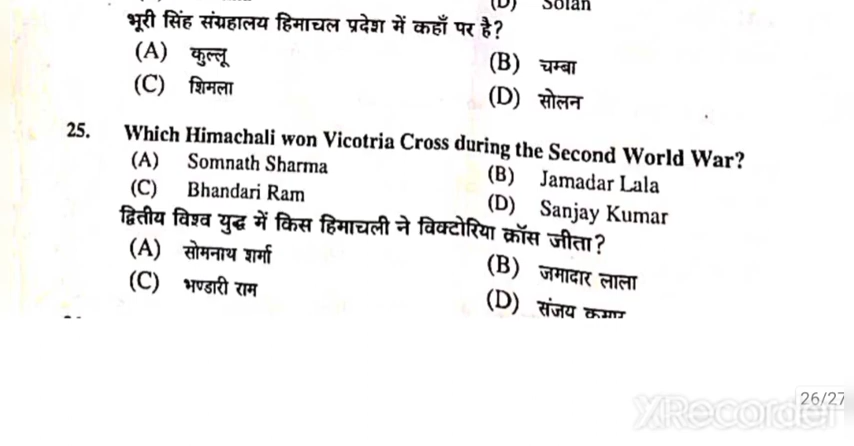 (D) Solan
भूरी सिंह संग्रहालय हिमाचल प्रदेश में कहाँ पर है?
(A) कुल्लू (B) चम्बा
(C) शिमला (D) सोलन
25. Which Himachali won Vicotria Cross during the Second World War?
(A) Somnath Sharma (B) Jamadar Lala
(C) Bhandari Ram (D) Sanjay Kumar
द्वितीय विश्व युद्ध में किस हिमाचली ने विक्टोरिया क्रॉस जीता?
(A) सोमनाथ शर्मा (B) जमादार लाला
(C) भण्डारी राम (D) संजय कुमार
26/27
XRecorder